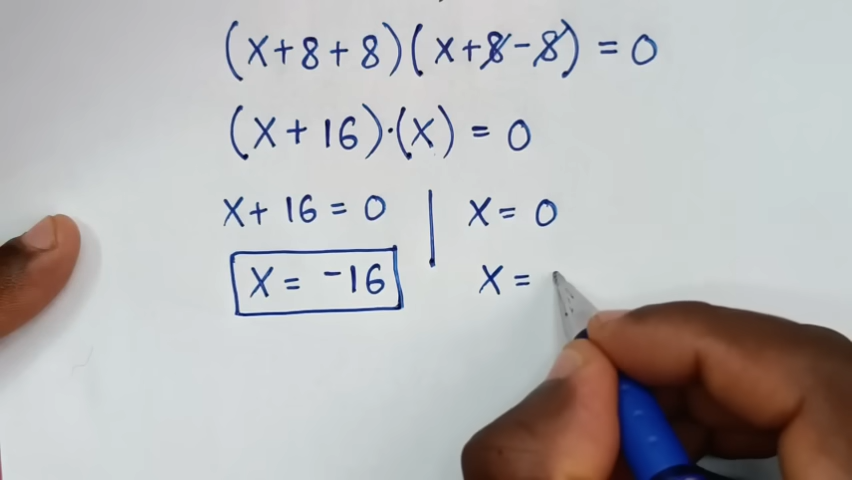 (x+8+8)(x+8-8) = 0
(x+16)·(x) = 0
x+16 = 0 | x = 0
x = -16 x =